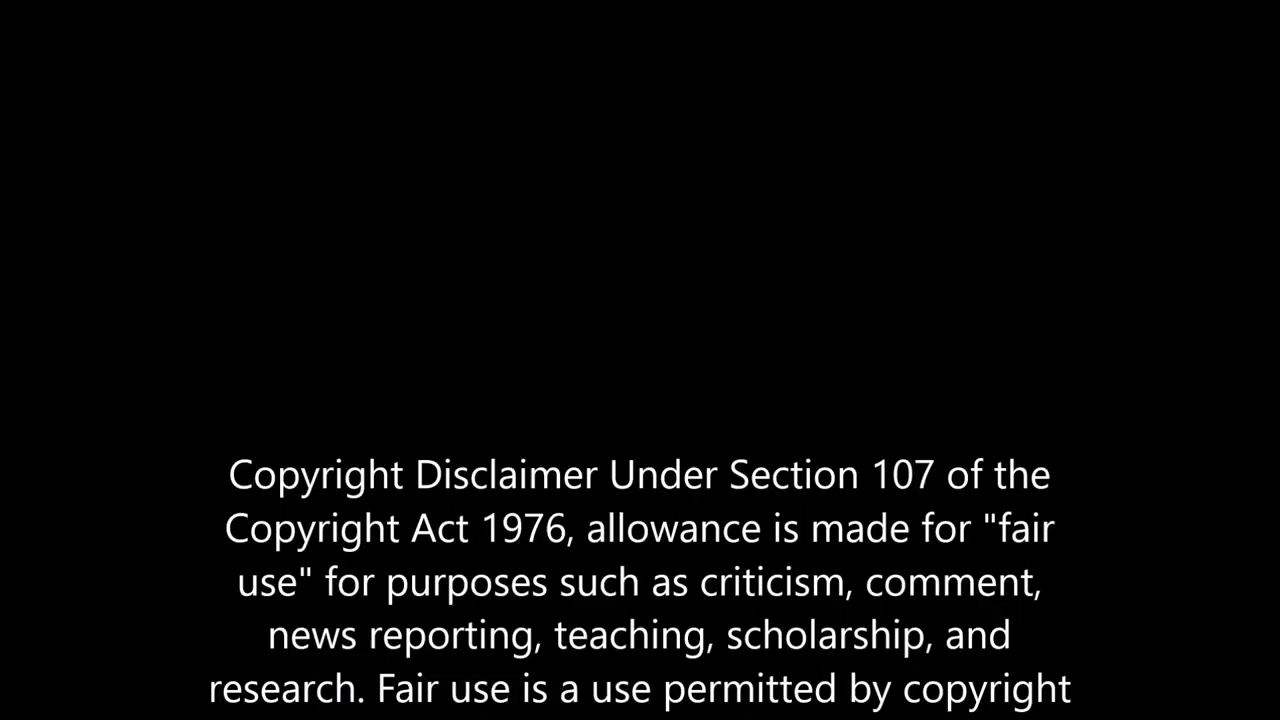 Copyright Disclaimer Under Section 107 of the
Copyright Act 1976, allowance is made for "fair
use" for purposes such as criticism, comment,
news reporting, teaching, scholarship, and
research. Fair use is a use permitted by copyright